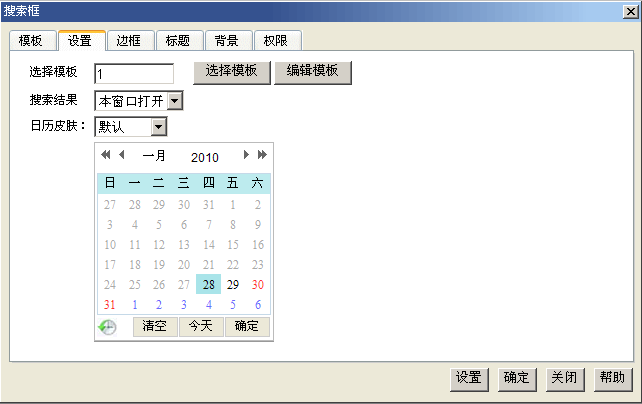 搜索框
模板 设置 边框 标题 背景 权限
选择模板 1 选择模板 编辑模板
搜索结果 本窗口打开
日历皮肤： 默认
一月 2010
日 一 二 三 四 五 六
27 28 29 30 31 1 2
3 4 5 6 7 8 9
10 11 12 13 14 15 16
17 18 19 20 21 22 23
24 25 26 27 28 29 30
31 1 2 3 4 5 6
清空 今天 确定
设置 确定 关闭 帮助